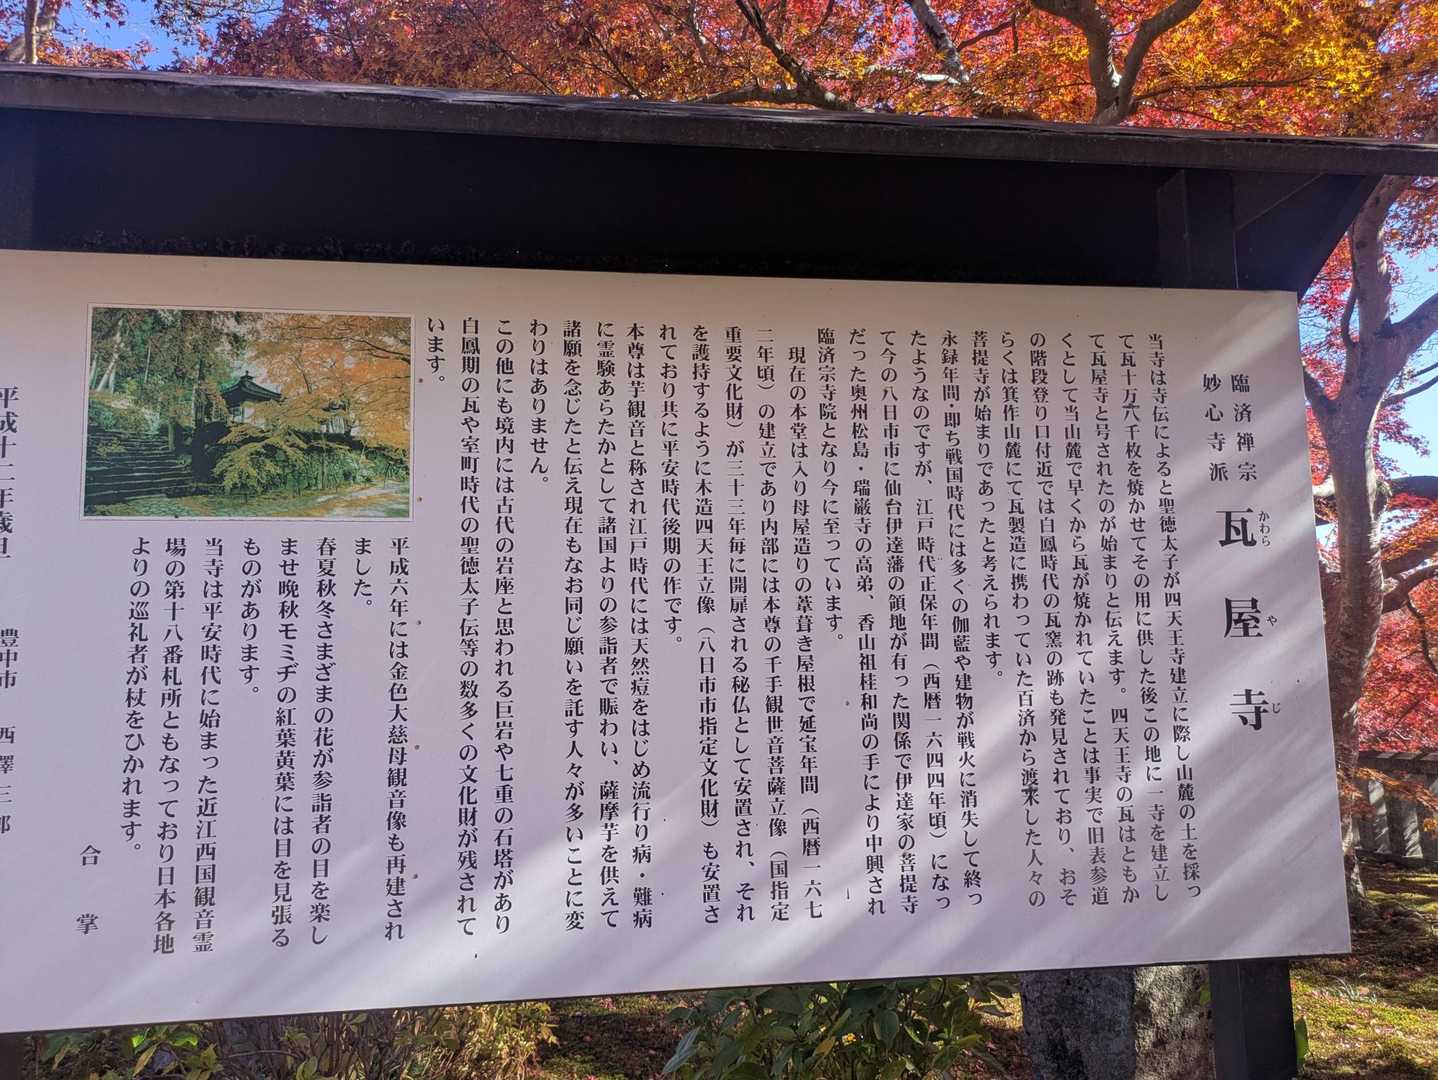 臨済禅宗
妙心寺派
瓦屋寺
かわらやじ
当寺は寺伝によると聖徳太子が四天王寺建立に際し山麓の土を採っ
て瓦十万六千枚を焼かせてその用に供した後この地に一寺を建立し
て瓦屋寺と号されたのが始まりと伝えます。四天王寺の瓦はともか
くとして当山麓で早くから瓦が焼かれていたことは事実で旧表参道
の階段登り口付近では白鳳時代の瓦窯の跡も発見されており、おそ
らくは箕作山麓にて瓦製造に携わっていた百済から渡来した人々の
菩提寺が始まりであったと考えられます。
永録年間・即ち戦国時代には多くの伽藍や建物が戦火に消失して終っ
たようなのですが、江戸時代正保年間（西暦一六四四年頃）になっ
て今の八日市市に仙台伊達藩の領地が有った関係で伊達家の菩提寺
だった奥州松島・瑞巌寺の高弟、香山祖桂和尚の手により中興され
臨済宗寺院となり今に至っています。
現在の本堂は入り母屋造りの葦葺き屋根で延宝年間（西暦一六七
二年頃）の建立であり内部には本尊の千手観世音菩薩立像（国指定
重要文化財）が三十三年毎に開扉される秘仏として安置され、それ
を護持するように木造四天王立像（八日市市指定文化財）も安置さ
れており共に平安時代後期の作です。
本尊は芋観音と称され江戸時代には天然痘をはじめ流行り病・難病
に霊験あらたかとして諸国よりの参詣者で賑わい、薩摩芋を供えて
諸願を念じたと伝え現在もなお同じ願いを託す人々が多いことに変
わりはありません。
この他にも境内には古代の岩座と思われる巨岩や七重の石塔があり
白鳳期の瓦や室町時代の聖徳太子伝等の数多くの文化財が残されて
います。
平成六年には金色大慈母観音像も再建され
ました。
春夏秋冬さまざまの花が参詣者の目を楽し
ませ晩秋モミヂの紅葉黄葉には目を見張る
ものがあります。
当寺は平安時代に始まった近江西国観音霊
場の第十八番札所ともなっており日本各地
よりの巡礼者が杖をひかれます。
合掌
平成十二年歳旦
豊中市 西澤三郎